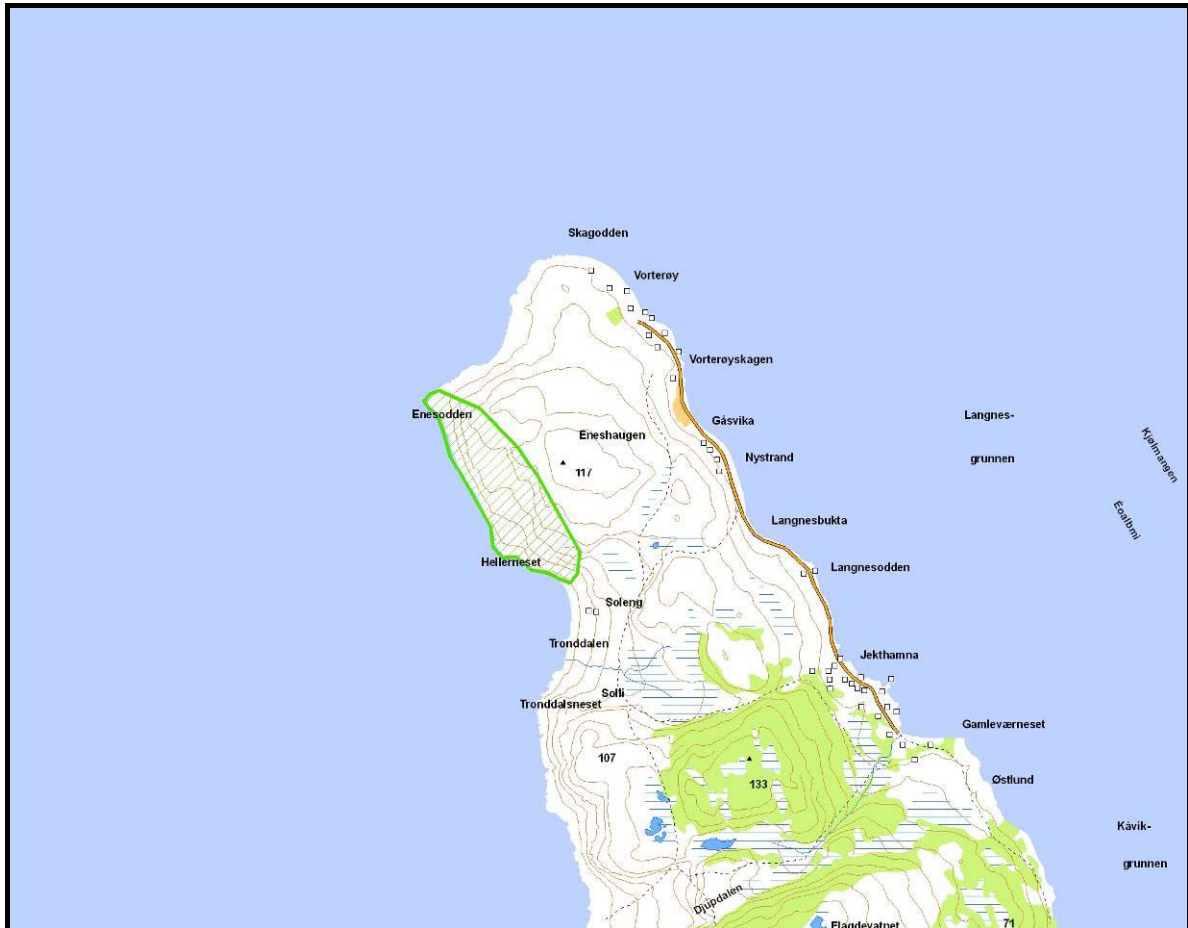 Skagodden
Vorterøy
Vorterøyskagen
Enesodden
Gåsvika
Langnes-
Eneshaugen
Kjølmangen
Nystrand
grunnen
117
Langnesbukta
Éoalbmi
Hellerneset
Langnesodden
Soleng
Tronddalen
Jekthamna
Solli
Tronddalsneset
Gamleværneset
107
133
Østlund
Kåvik-
grunnen
Djupdalen
71